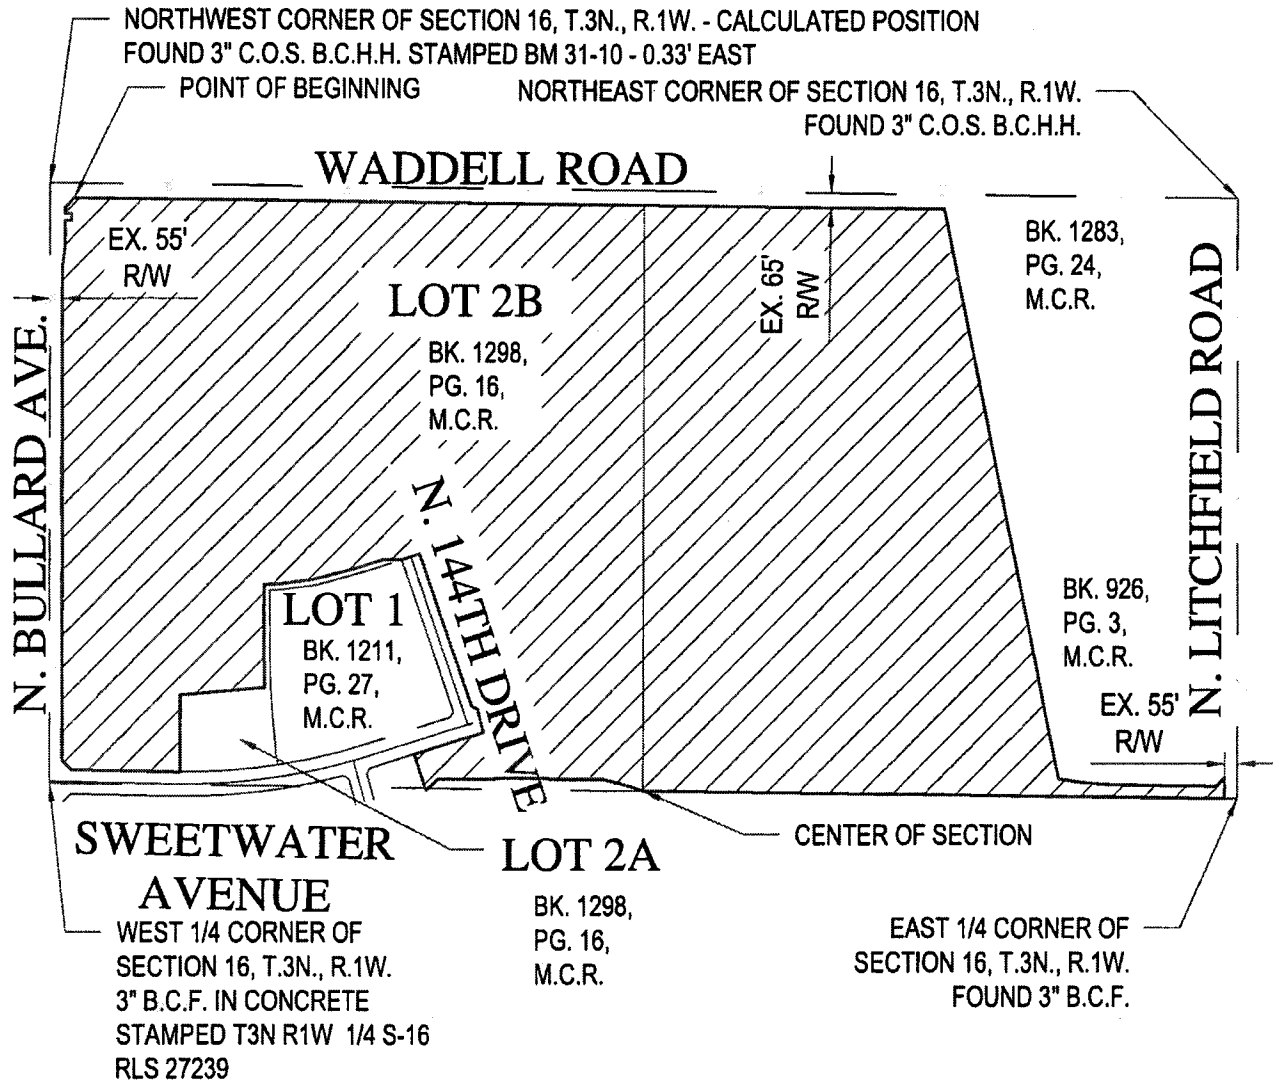 NORTHWEST CORNER OF SECTION 16, T.3N., R.1W. - CALCULATED POSITION
FOUND 3" C.O.S. B.C.H.H. STAMPED BM 31-10 - 0.33' EAST
POINT OF BEGINNING
NORTHEAST CORNER OF SECTION 16, T.3N., R.1W.
FOUND 3" C.O.S. B.C.H.H.
WADDELL ROAD
EX. 55'
R/W
BK. 1283,
PG. 24,
M.C.R.
EX. 65'
R/W
LOT 2B
BK. 1298,
PG. 16,
M.C.R.
N. BULLARD AVE.
N. LITCHFIELD ROAD
N. 144TH DRIVE
LOT 1
BK. 1211,
PG. 27,
M.C.R.
BK. 926,
PG. 3,
M.C.R.
EX. 55'
R/W
SWEETWATER
AVENUE
CENTER OF SECTION
LOT 2A
BK. 1298,
PG. 16,
M.C.R.
WEST 1/4 CORNER OF
SECTION 16, T.3N., R.1W.
3" B.C.F. IN CONCRETE
STAMPED T3N R1W 1/4 S-16
RLS 27239
EAST 1/4 CORNER OF
SECTION 16, T.3N., R.1W.
FOUND 3" B.C.F.